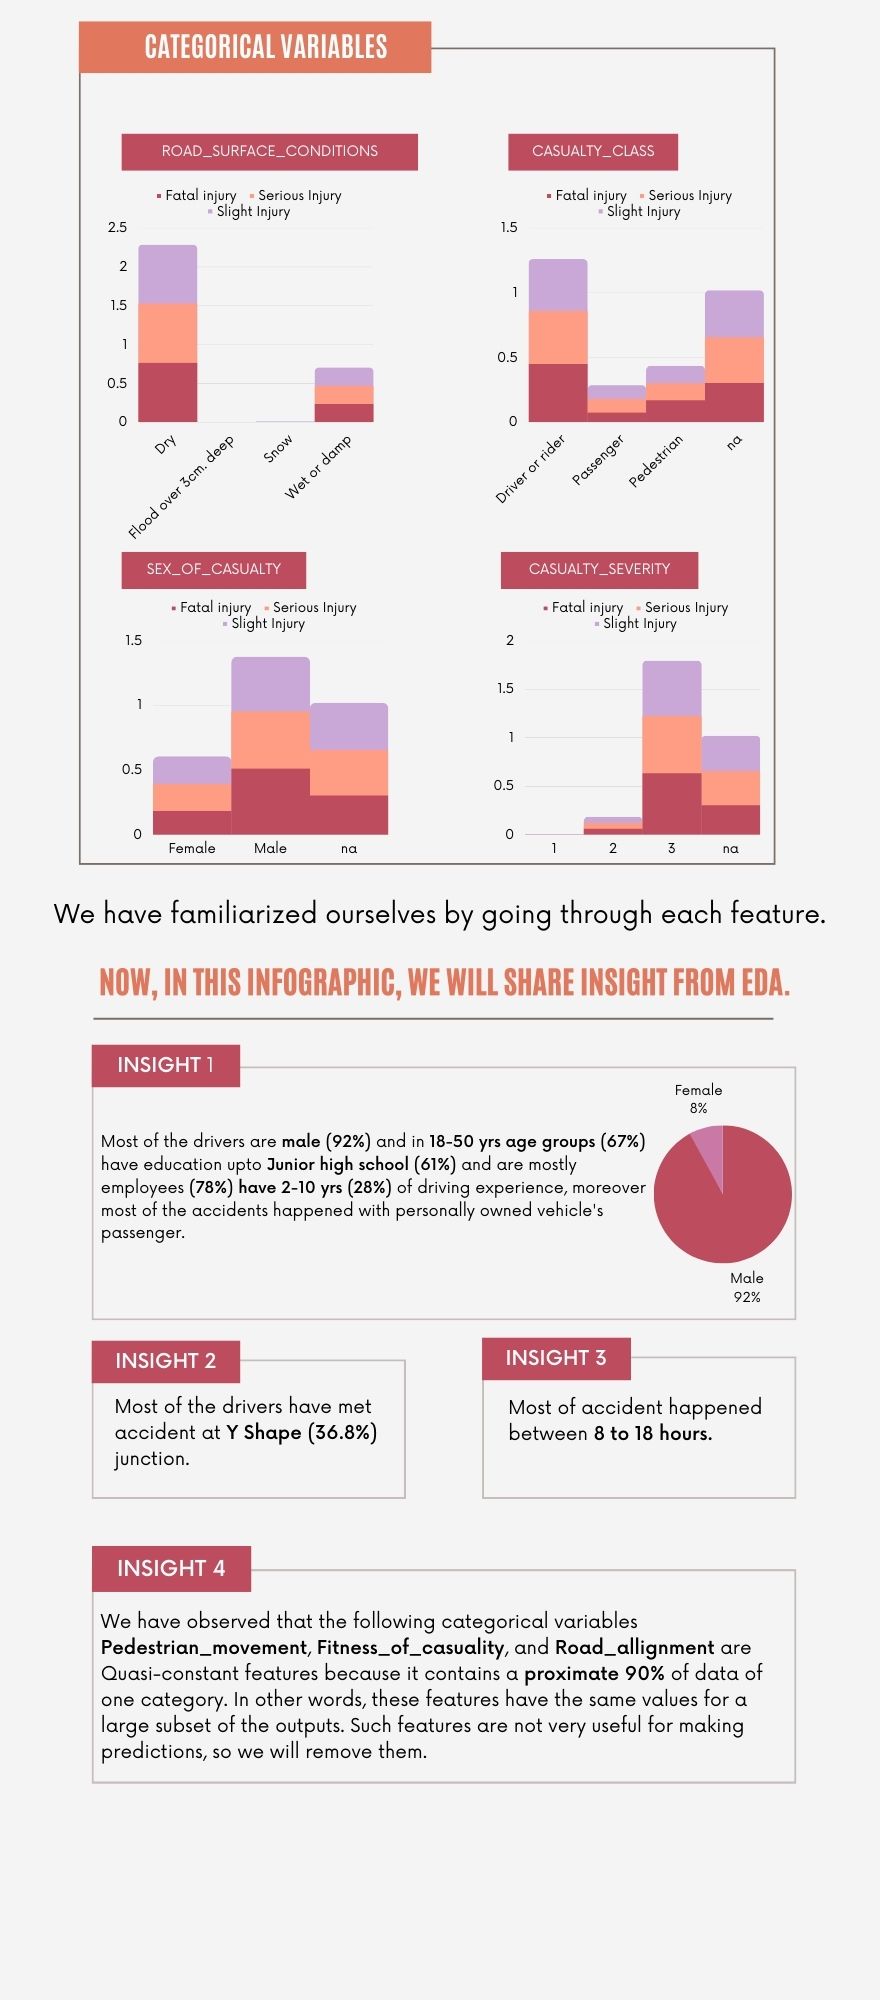 CATEGORICAL VARIABLES
ROAD_SURFACE_CONDITIONS
Fatal injury Serious Injury
Slight Injury
2.5
2
1.5
1
0.5
0
Dry
Flood over 3cm. deep
Snow
Wet or damp
CASUALTY_CLASS
Fatal injury Serious Injury
Slight Injury
1.5
1
0.5
0
Driver or rider
Passenger
Pedestrian
na
SEX_OF_CASUALTY
Fatal injury Serious Injury
Slight Injury
1.5
1
0.5
0
Female Male na
CASUALTY_SEVERITY
Fatal injury Serious Injury
Slight Injury
2
1.5
1
0.5
0
1 2 3 na
We have familiarized ourselves by going through each feature.
NOW, IN THIS INFOGRAPHIC, WE WILL SHARE INSIGHT FROM EDA.
INSIGHT 1
Most of the drivers are male (92%) and in 18-50 yrs age groups (67%)
have education upto Junior high school (61%) and are mostly
employees (78%) have 2-10 yrs (28%) of driving experience, moreover
most of the accidents happened with personally owned vehicle's
passenger.
Female
8%
Male
92%
INSIGHT 2
Most of the drivers have met
accident at Y Shape (36.8%)
junction.
INSIGHT 3
Most of accident happened
between 8 to 18 hours.
INSIGHT 4
We have observed that the following categorical variables
Pedestrian_movement, Fitness_of_casuality, and Road_allignment are
Quasi-constant features because it contains a proximate 90% of data of
one category. In other words, these features have the same values for a
large subset of the outputs. Such features are not very useful for making
predictions, so we will remove them.